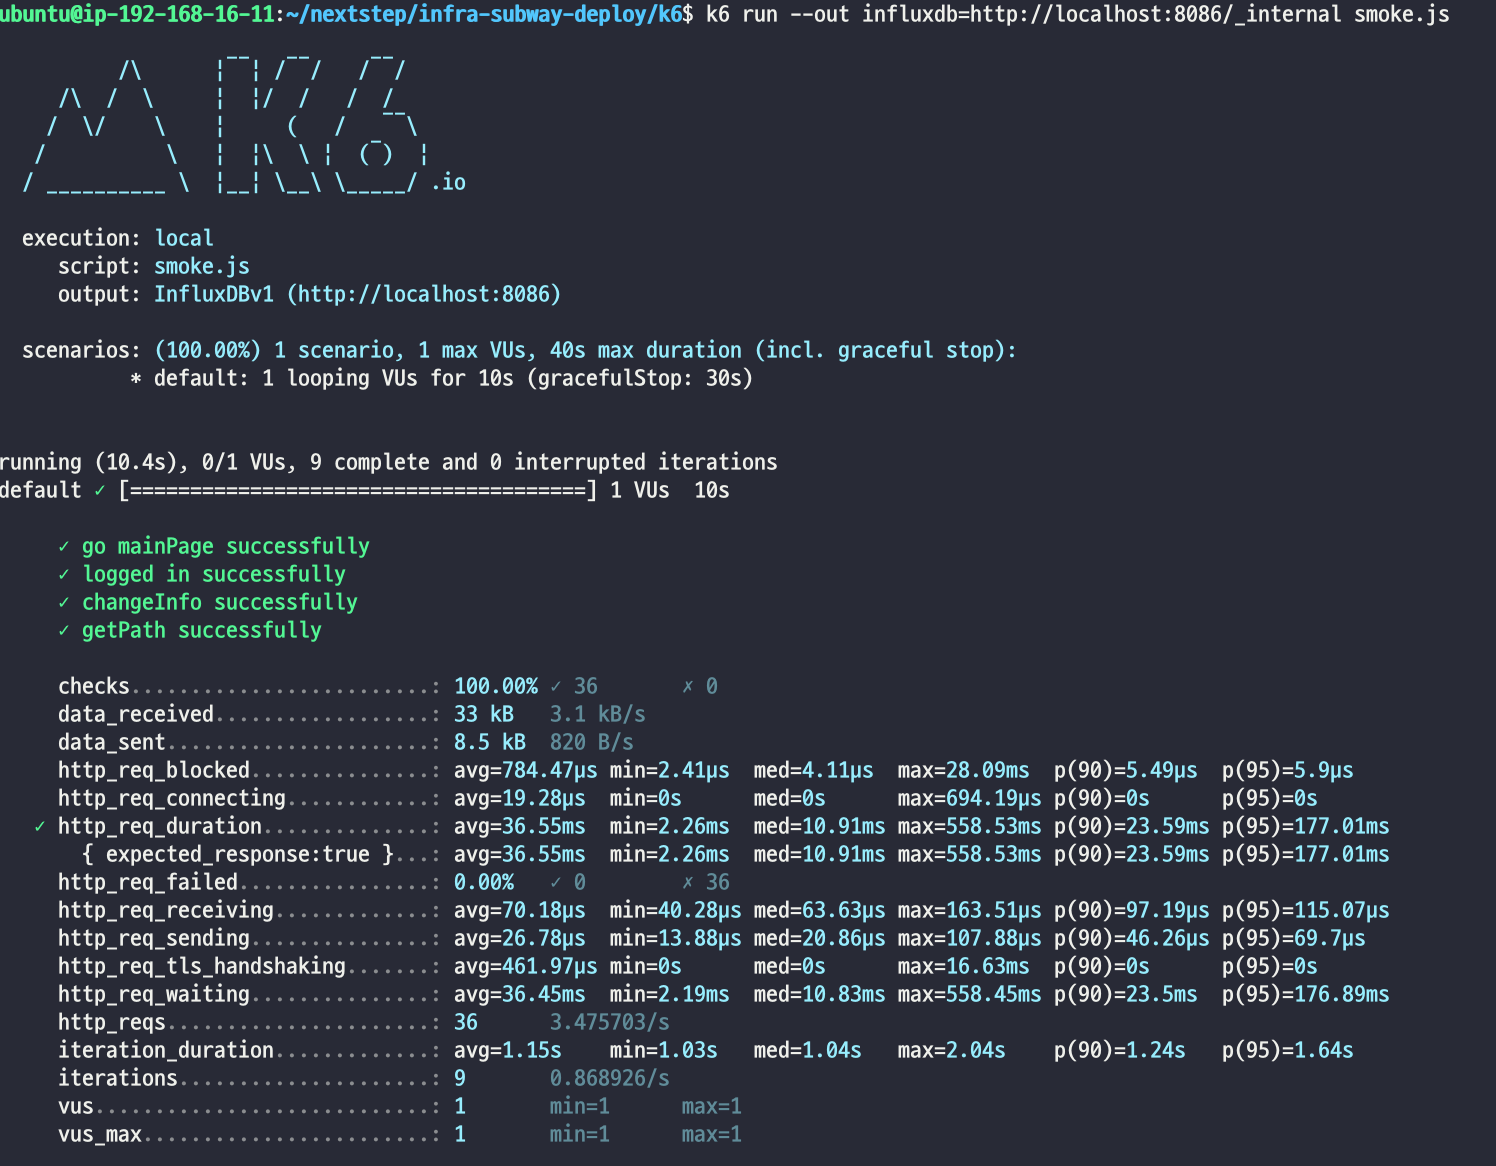 ubuntu@ip-192-168-16-11:~/nextstep/infra-subway-deploy/k6$ k6 run --out influxdb=http://localhost:8086/_internal smoke.js
K6
.io
execution: local
script: smoke.js
output: InfluxDBv1 (http://localhost:8086)
scenarios: (100.00%) 1 scenario, 1 max VUs, 40s max duration (incl. graceful stop):
* default: 1 looping VUs for 10s (gracefulStop: 30s)
running (10.4s), 0/1 VUs, 9 complete and 0 interrupted iterations
default ✓ [======================================] 1 VUs  10s
✓ go mainPage successfully
✓ logged in successfully
✓ changeInfo successfully
✓ getPath successfully
checks.........................: 100.00% ✓ 36       ✗ 0
data_received..................: 33 kB   3.1 kB/s
data_sent......................: 8.5 kB  820 B/s
http_req_blocked...............: avg=784.47µs min=2.41µs  med=4.11µs  max=28.09ms  p(90)=5.49µs  p(95)=5.9µs
http_req_connecting............: avg=19.28µs  min=0s      med=0s      max=694.19µs p(90)=0s      p(95)=0s
✓ http_req_duration..............: avg=36.55ms  min=2.26ms  med=10.91ms max=558.53ms p(90)=23.59ms p(95)=177.01ms
{ expected_response:true }...: avg=36.55ms  min=2.26ms  med=10.91ms max=558.53ms p(90)=23.59ms p(95)=177.01ms
http_req_failed................: 0.00%   ✓ 0        ✗ 36
http_req_receiving.............: avg=70.18µs  min=40.28µs med=63.63µs max=163.51µs p(90)=97.19µs p(95)=115.07µs
http_req_sending...............: avg=26.78µs  min=13.88µs med=20.86µs max=107.88µs p(90)=46.26µs p(95)=69.7µs
http_req_tls_handshaking.......: avg=461.97µs min=0s      med=0s      max=16.63ms  p(90)=0s      p(95)=0s
http_req_waiting...............: avg=36.45ms  min=2.19ms  med=10.83ms max=558.45ms p(90)=23.5ms  p(95)=176.89ms
http_reqs......................: 36      3.475703/s
iteration_duration.............: avg=1.15s    min=1.03s   med=1.04s   max=2.04s    p(90)=1.24s   p(95)=1.64s
iterations.....................: 9       0.868926/s
vus............................: 1       min=1      max=1
vus_max........................: 1       min=1      max=1